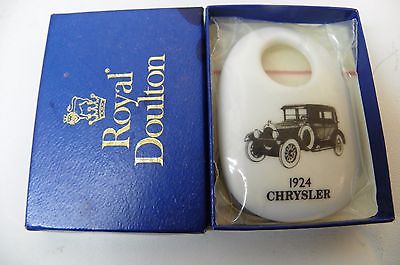 Royal
Doulton
1924
CHRYSLER